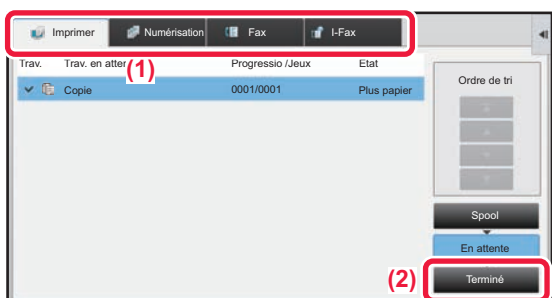 Imprimer Numérisation Fax I-Fax
Trav. Trav. en atter Progressio /Jeux Etat
(1)
Copie 0001/0001 Plus papier
Ordre de tri
Spool
En attente
(2) Terminé